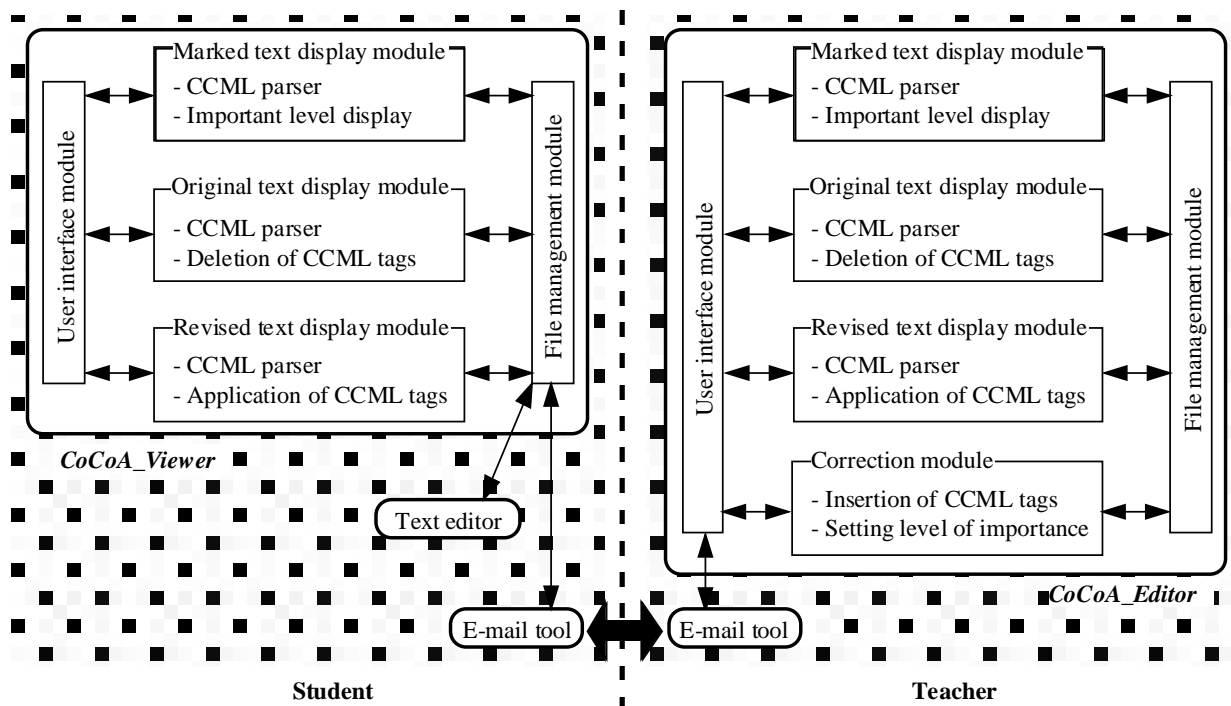 Marked text display module
- CCML parser
- Important level display
User interface module
File management module
Original text display module
- CCML parser
- Deletion of CCML tags
Revised text display module
- CCML parser
- Application of CCML tags
CoCoA_Viewer
Text editor
E-mail tool
Student
Marked text display module
- CCML parser
- Important level display
User interface module
File management module
Original text display module
- CCML parser
- Deletion of CCML tags
Revised text display module
- CCML parser
- Application of CCML tags
Correction module
- Insertion of CCML tags
- Setting level of importance
CoCoA_Editor
E-mail tool
Teacher